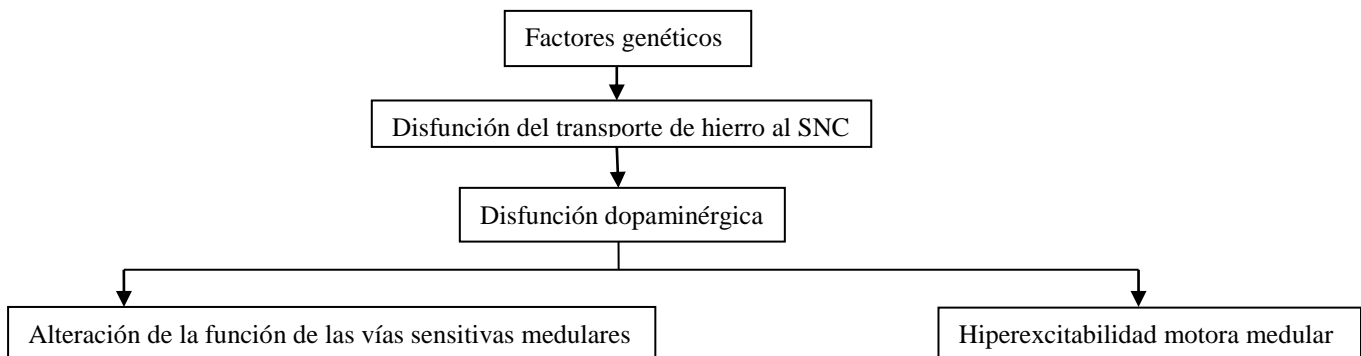 Factores genéticos
Disfunción del transporte de hierro al SNC
Disfunción dopaminérgica
Alteración de la función de las vías sensitivas medulares
Hiperexcitabilidad motora medular